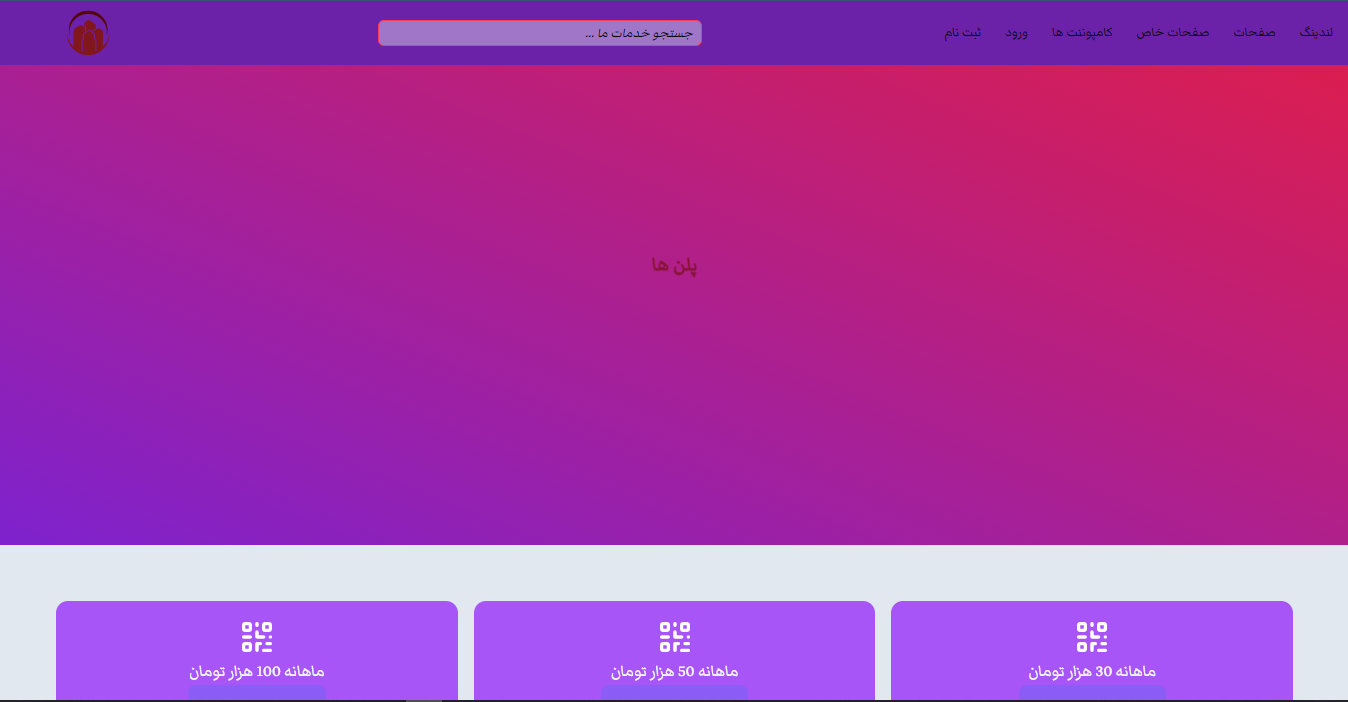 لندینگ
صفحات
صفحات خاص
کامپوننت ها
ورود
ثبت نام
جستجو خدمات ما ...
پلن ها
ماهانه 30 هزار تومان
ماهانه 50 هزار تومان
ماهانه 100 هزار تومان